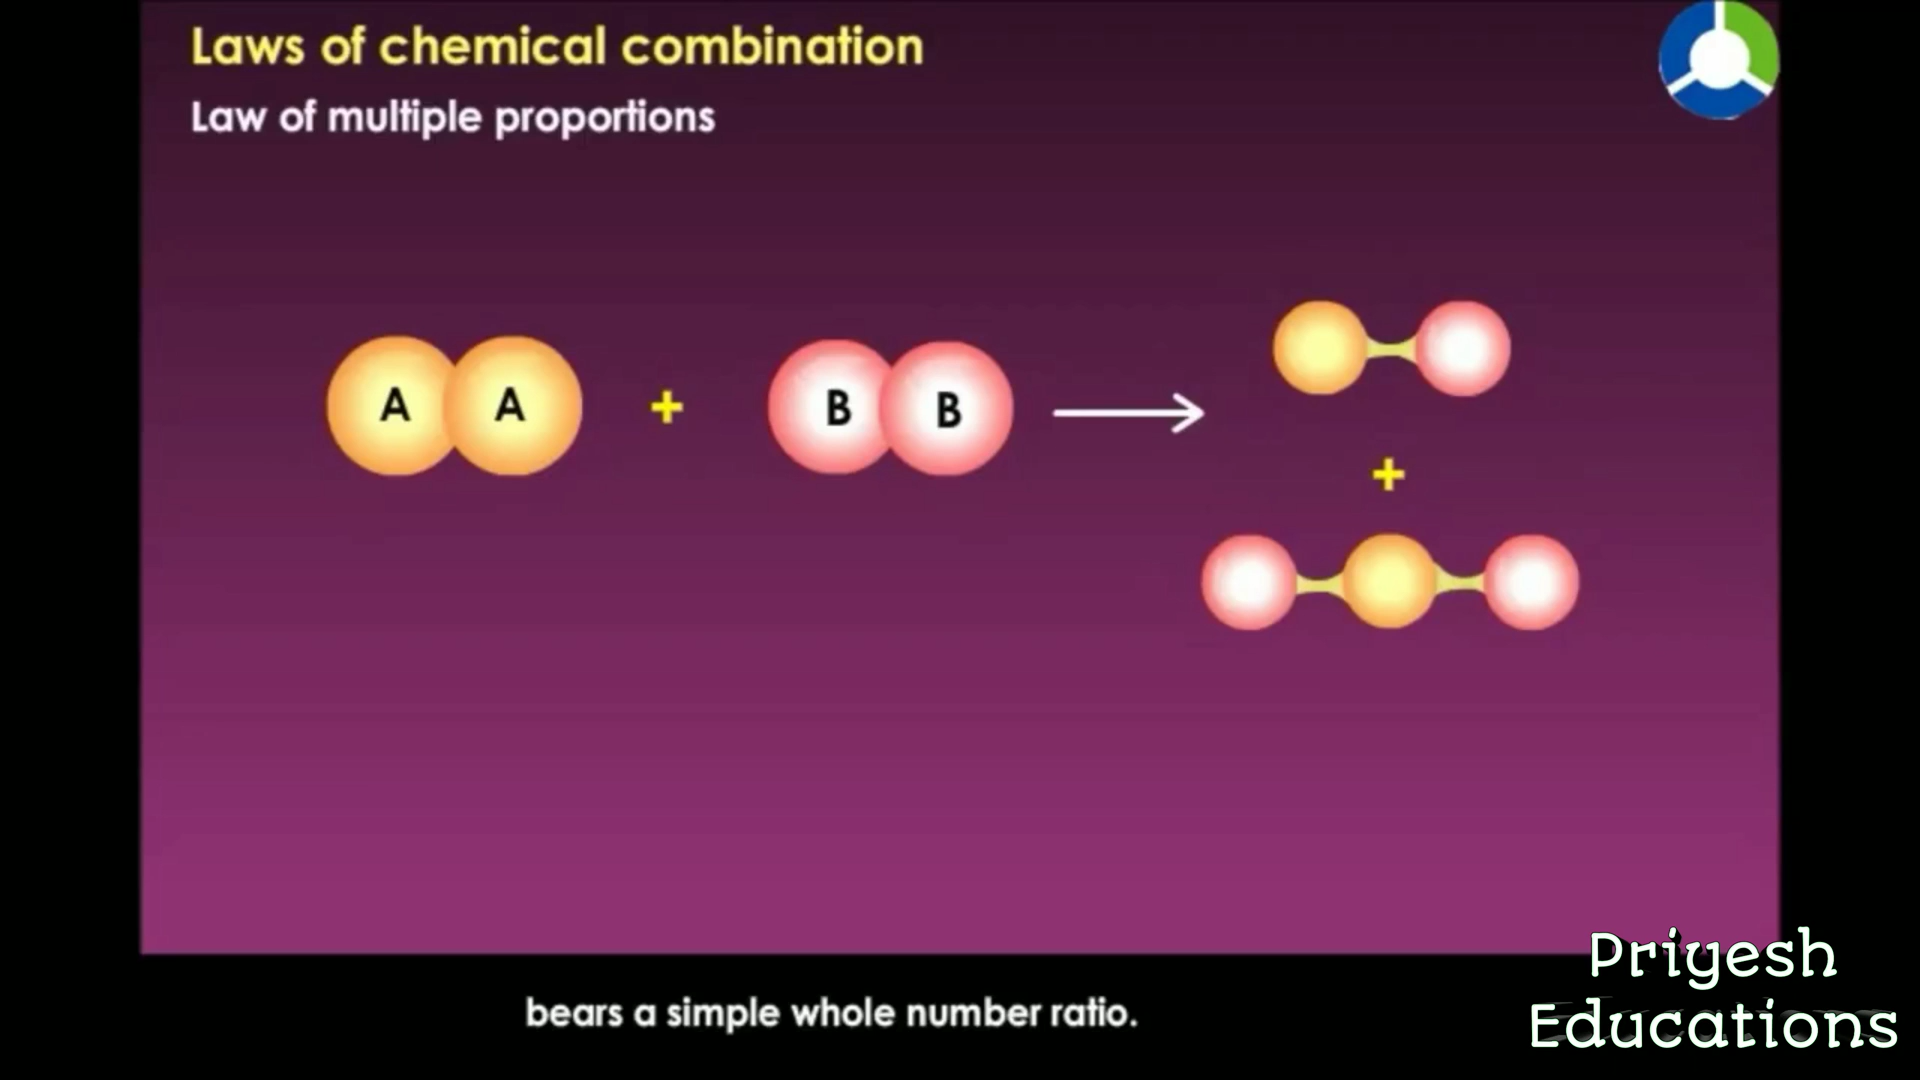 Laws of chemical combination
Law of multiple proportions
A A + B B
+
bears a simple whole number ratio.
Priyesh
Educations